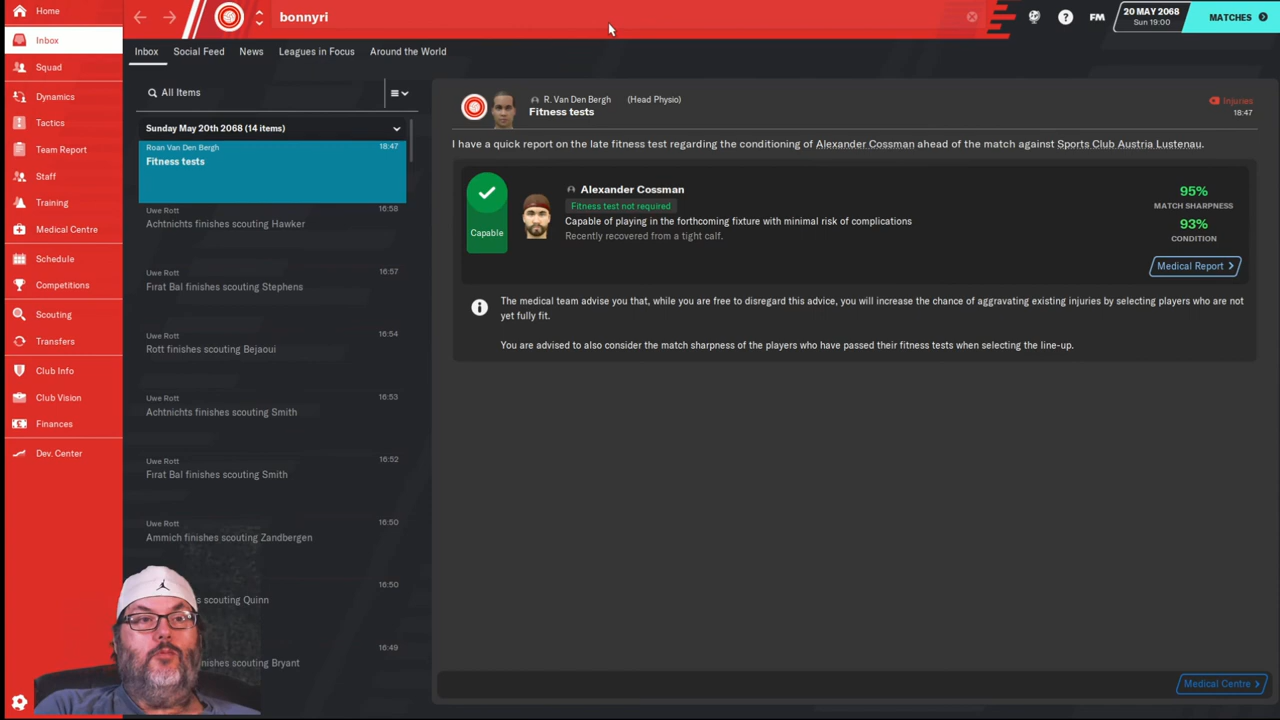 Home
bonnyri
FM
20 MAY 2068
Sun 19:00
MATCHES
Inbox
Squad
Dynamics
Tactics
Team Report
Staff
Training
Medical Centre
Schedule
Competitions
Scouting
Transfers
Club Info
Club Vision
Finances
Dev. Center
Inbox
Social Feed
News
Leagues in Focus
Around the World
All Items
Sunday May 20th 2068 (14 items)
Roan Van Den Bergh
18:47
Fitness tests
Uwe Rott
16:58
Achtnichts finishes scouting Hawker
Uwe Rott
16:57
Fırat Bal finishes scouting Stephens
Uwe Rott
16:54
Rott finishes scouting Bejaoui
Uwe Rott
16:53
Achtnichts finishes scouting Smith
Uwe Rott
16:52
Fırat Bal finishes scouting Smith
Uwe Rott
16:50
Ammich finishes scouting Zandbergen
16:50
s scouting Quinn
16:49
nishes scouting Bryant
R. Van Den Bergh (Head Physio)
Fitness tests
Injuries
18:47
I have a quick report on the late fitness test regarding the conditioning of Alexander Cossman ahead of the match against Sports Club Austria Lustenau.
Capable
Alexander Cossman
Fitness test not required
Capable of playing in the forthcoming fixture with minimal risk of complications
Recently recovered from a tight calf.
95%
MATCH SHARPNESS
93%
CONDITION
Medical Report
The medical team advise you that, while you are free to disregard this advice, you will increase the chance of aggravating existing injuries by selecting players who are not
yet fully fit.
You are advised to also consider the match sharpness of the players who have passed their fitness tests when selecting the line-up.
Medical Centre